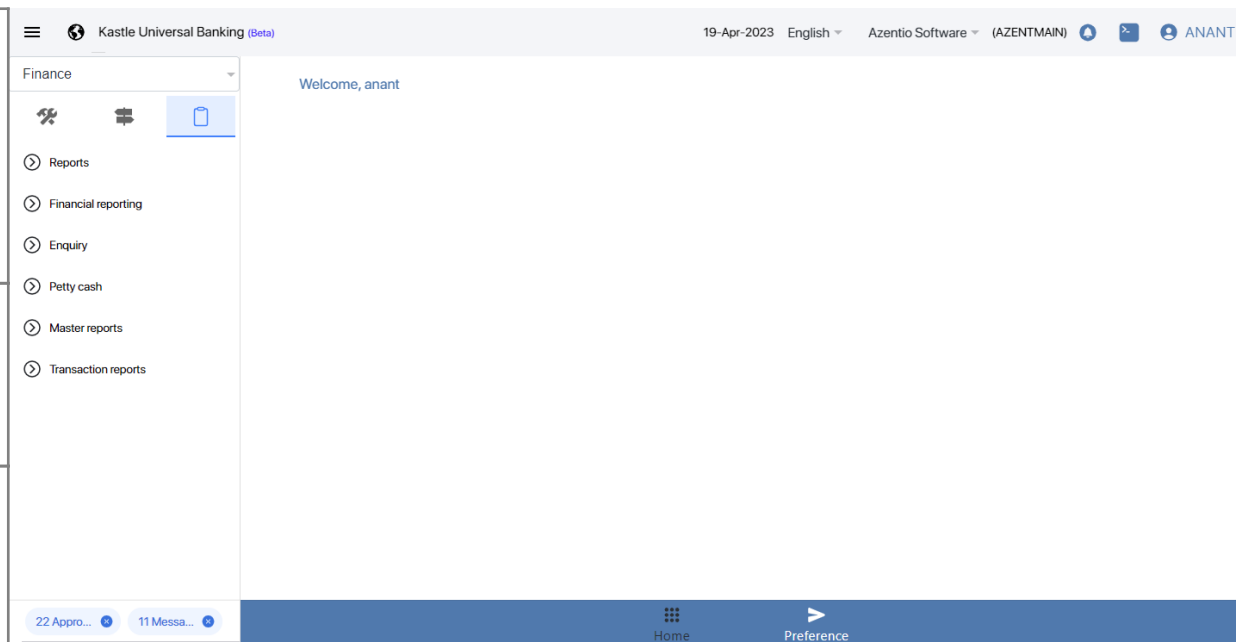 Kastle Universal Banking (Beta)
19-Apr-2023 English Azentio Software (AZENTMAIN) ANANT
Finance
Welcome, anant
Reports
Financial reporting
Enquiry
Petty cash
Master reports
Transaction reports
22 Appro... 11 Messa...
Home Preference